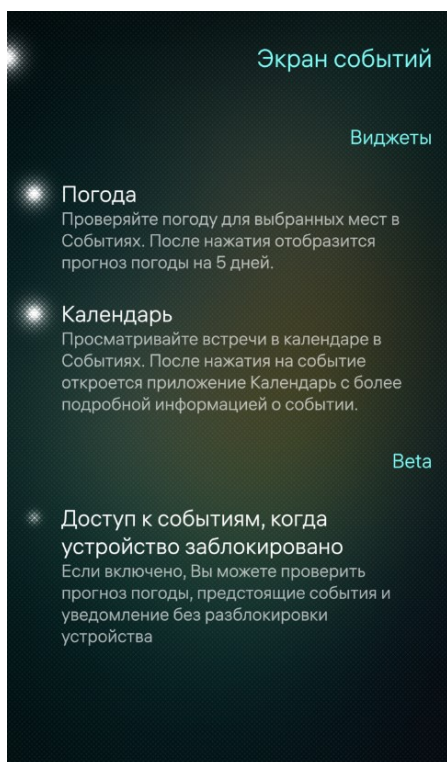 Экран событий
Виджеты
Погода
Проверяйте погоду для выбранных мест в
Событиях. После нажатия отобразится
прогноз погоды на 5 дней.
Календарь
Просматривайте встречи в календаре в
Событиях. После нажатия на событие
откроется приложение Календарь с более
подробной информацией о событии.
Beta
Доступ к событиям, когда
устройство заблокировано
Если включено, Вы можете проверить
прогноз погоды, предстоящие события и
уведомление без разблокировки
устройства